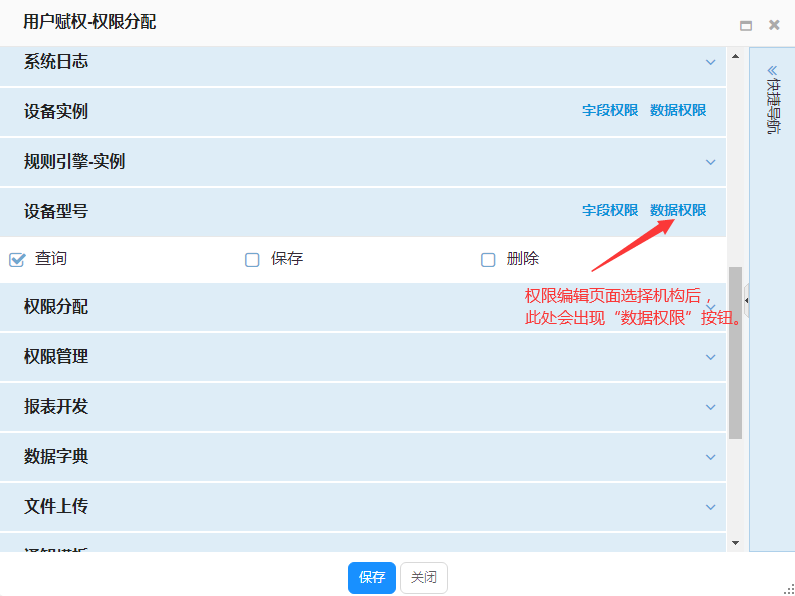 用户赋权-权限分配
系统日志
快捷导航
设备实例 字段权限 数据权限
规则引擎-实例
设备型号 字段权限 数据权限
查询 保存 删除
权限编辑页面选择机构后，
权限分配
此处会出现“数据权限”按钮。
权限管理
报表开发
数据字典
文件上传
保存 关闭